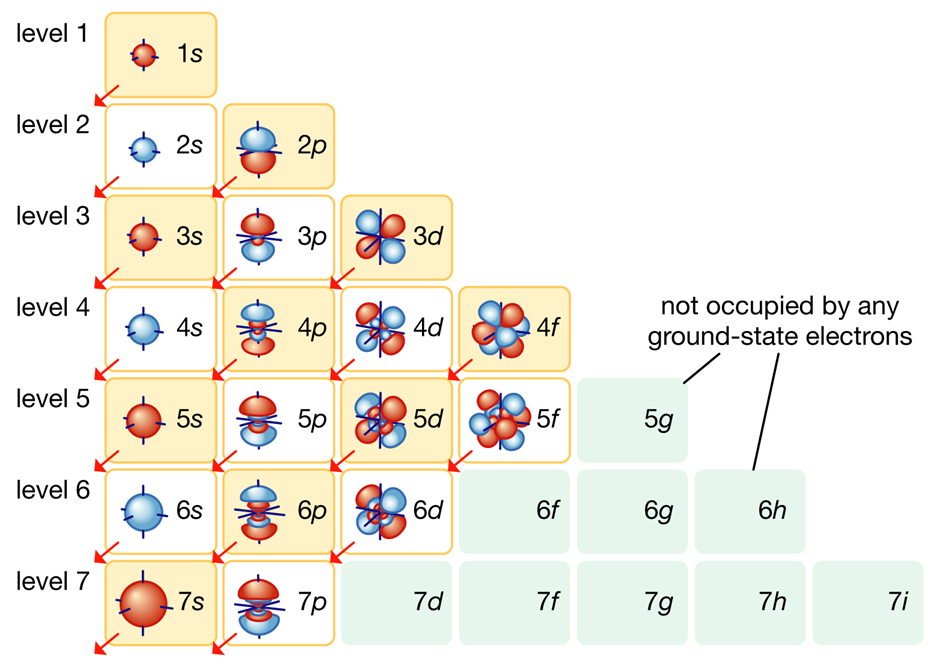 level 1 1s
level 2 2s 2p
level 3 3s 3p 3d
level 4 4s 4p 4d 4f
not occupied by any
ground-state electrons
level 5 5s 5p 5d 5f 5g
level 6 6s 6p 6d 6f 6g 6h
level 7 7s 7p 7d 7f 7g 7h 7i